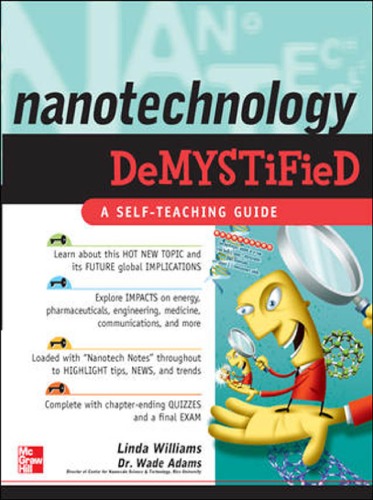 NANO
TECH
nanotechnology
DeMYSTiFieD
A SELF-TEACHING GUIDE
Learn about this HOT NEW TOPIC and
its FUTURE global IMPLICATIONS
Explore IMPACTS on energy,
pharmaceuticals, engineering, medicine,
communications, and more
Loaded with “Nanotech Notes” throughout
to HIGHLIGHT tips, NEWS, and trends
Complete with chapter-ending QUIZZES
and a final EXAM
Linda Williams
Dr. Wade Adams
Director of Center for Nanoscale Science & Technology, Rice University
Mc
Graw
Hill